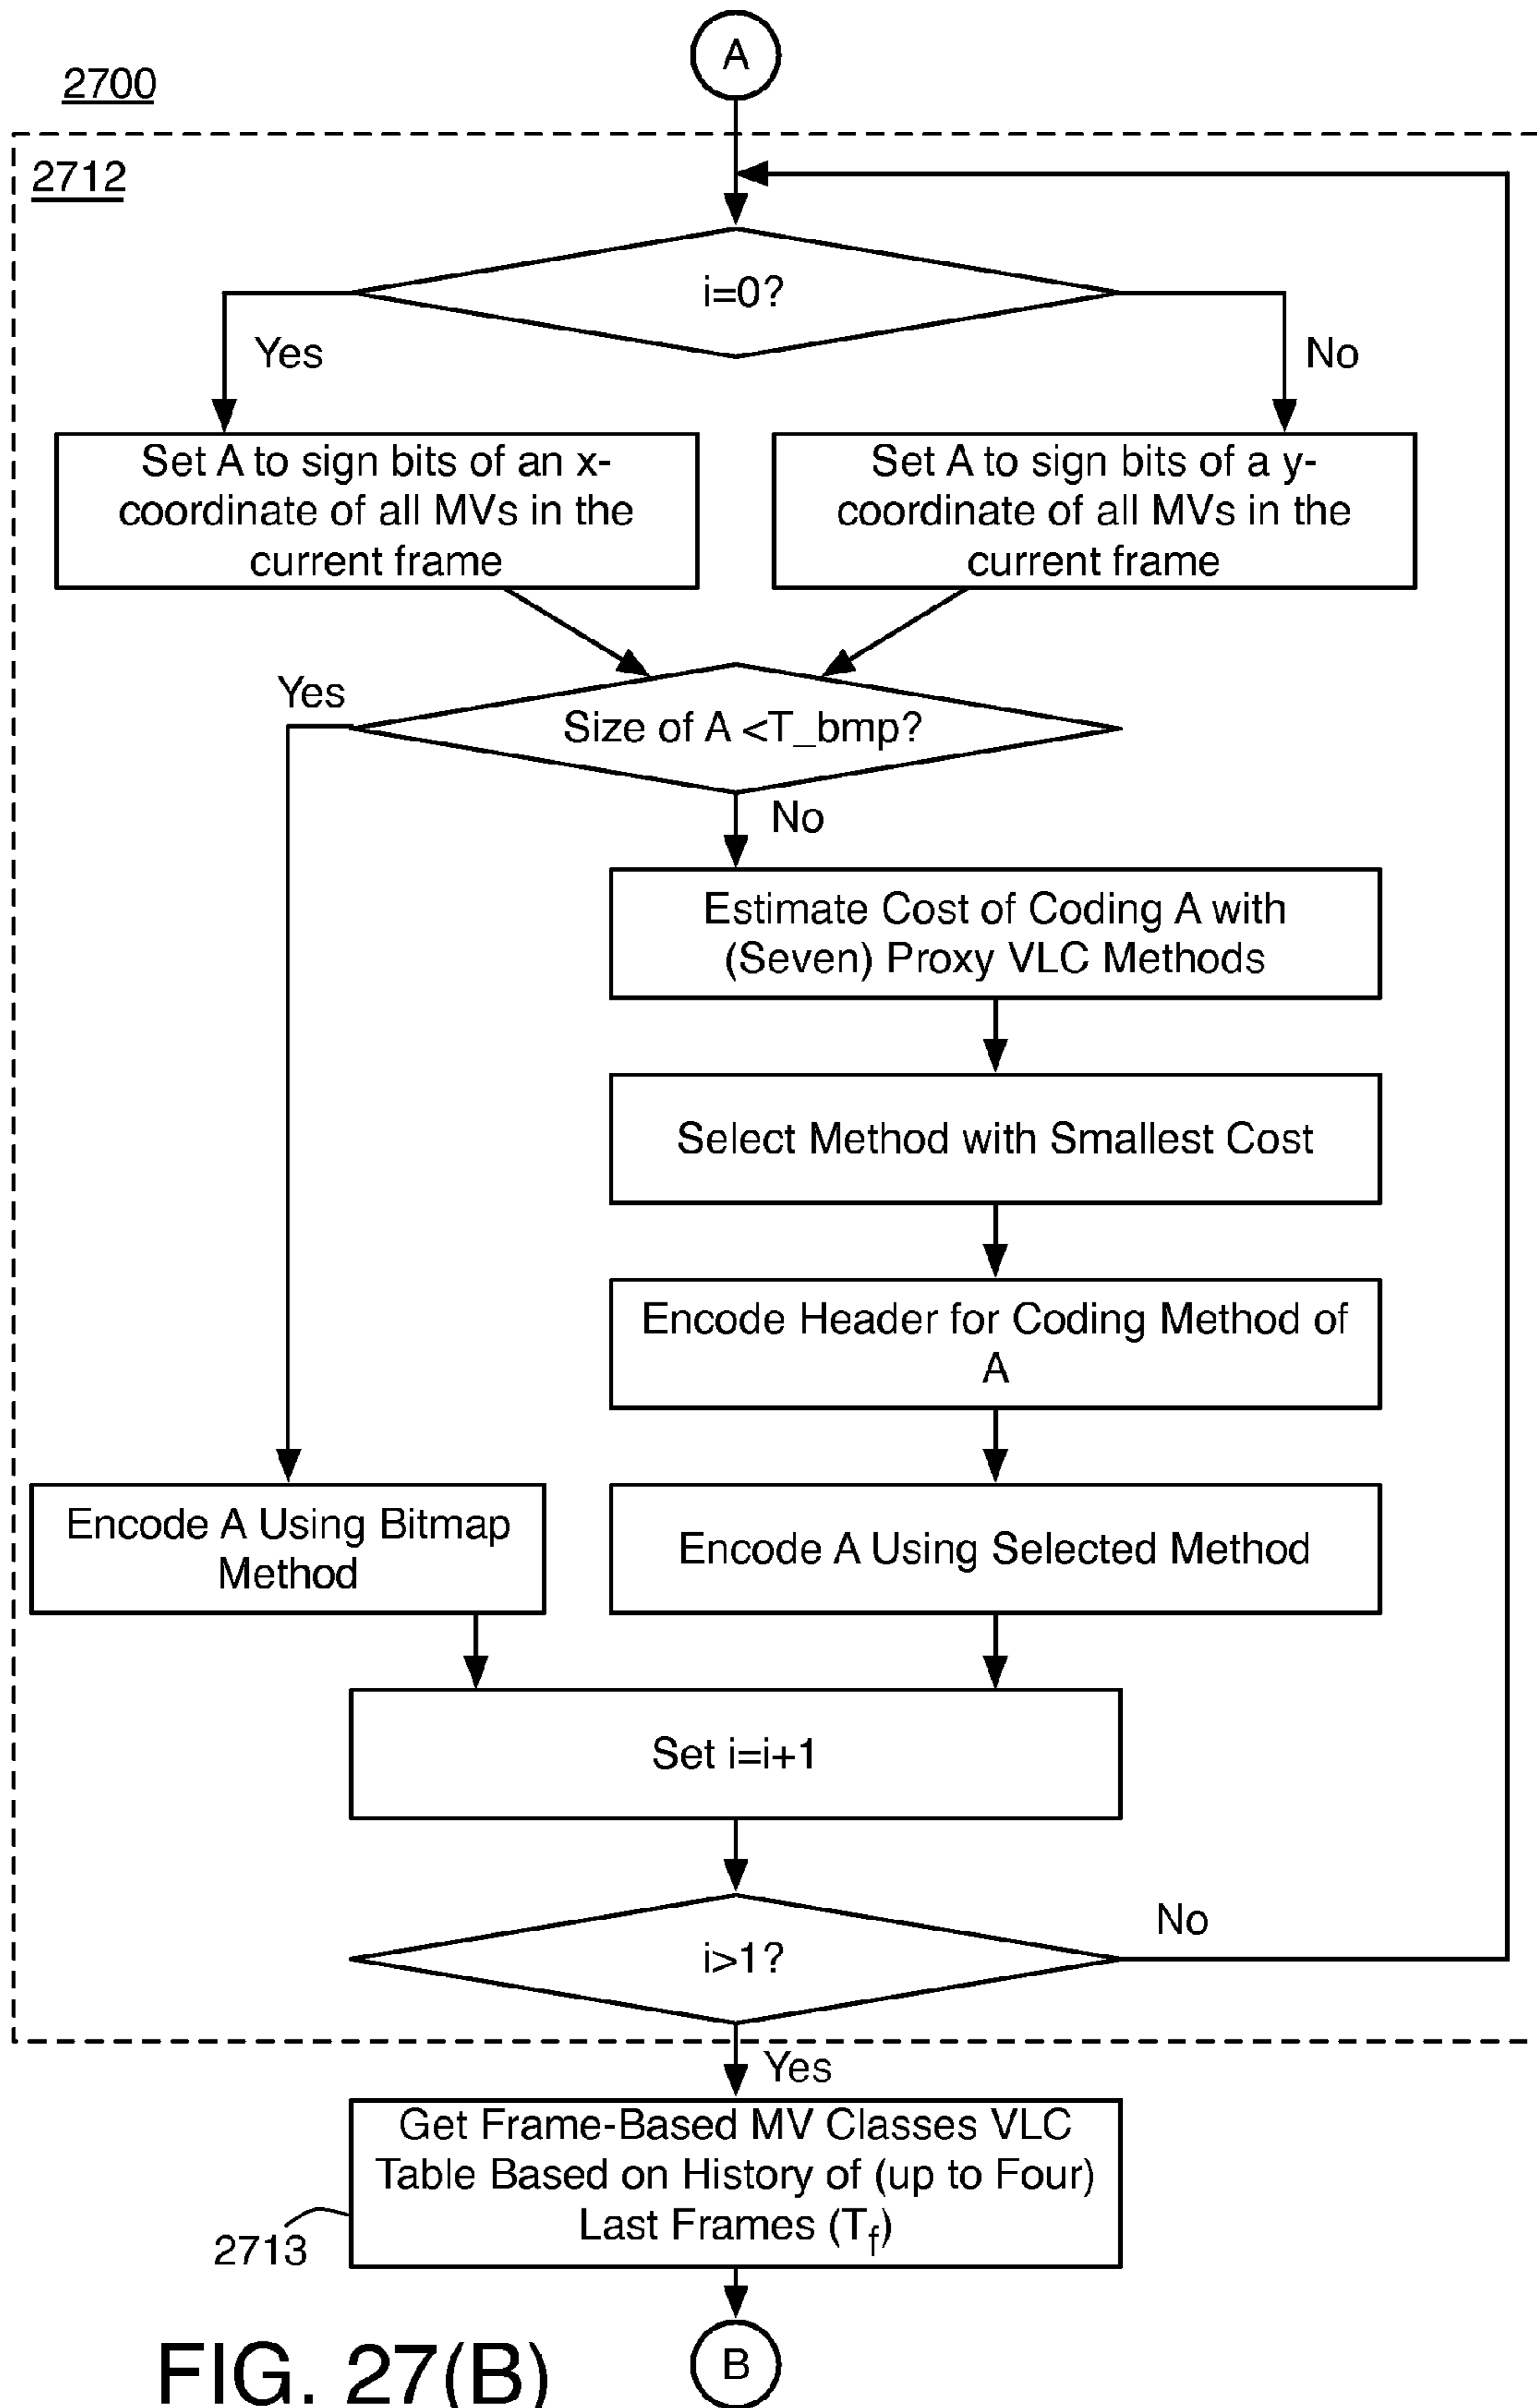 A
2700
2712
i=0?
Yes
No
Set A to sign bits of an x-
coordinate of all MVs in the
current frame
Set A to sign bits of a y-
coordinate of all MVs in the
current frame
Yes
Size of A <T_bmp?
No
Estimate Cost of Coding A with
(Seven) Proxy VLC Methods
Select Method with Smallest Cost
Encode Header for Coding Method of
A
Encode A Using Bitmap
Method
Encode A Using Selected Method
Set i=i+1
No
i>1?
Yes
Get Frame-Based MV Classes VLC
Table Based on History of (up to Four)
Last Frames (Tf)
2713
FIG. 27(B)
B